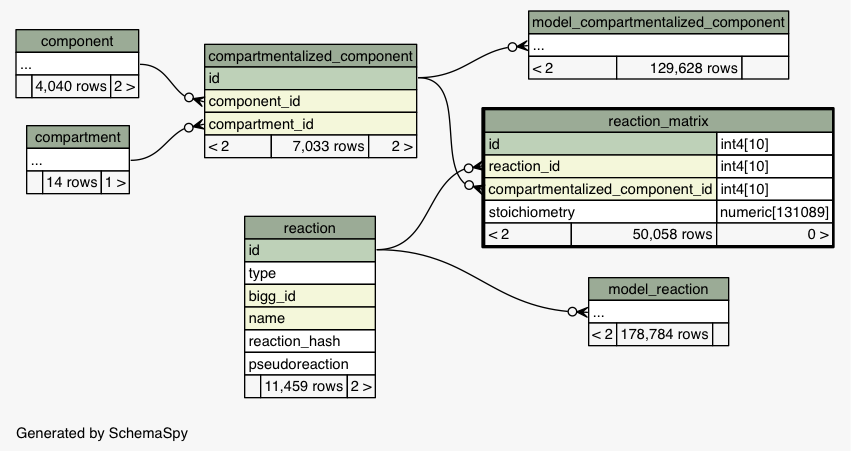 component
...
4,040 rows 2 >
compartment
...
14 rows 1 >
compartmentalized_component
id
component_id
compartment_id
< 2 7,033 rows 2 >
model_compartmentalized_component
...
< 2 129,628 rows
reaction_matrix
id int4[10]
reaction_id int4[10]
compartmentalized_component_id int4[10]
stoichiometry numeric[131089]
< 2 50,058 rows 0 >
reaction
id
type
bigg_id
name
reaction_hash
pseudoreaction
11,459 rows 2 >
model_reaction
...
< 2 178,784 rows
Generated by SchemaSpy